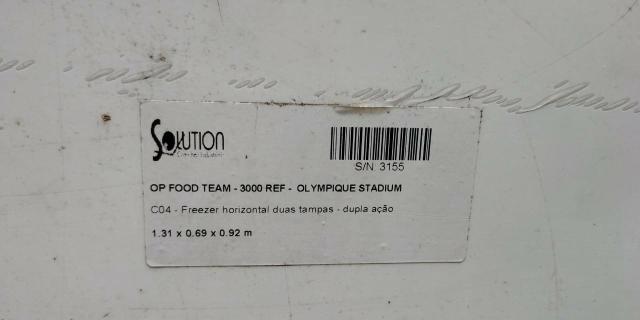 Solution
S/N 3155
OP FOOD TEAM - 3000 REF - OLYMPIQUE STADIUM
C04 - Freezer horizontal duas tampas - dupla ação
1.31 x 0.69 x 0.92 m